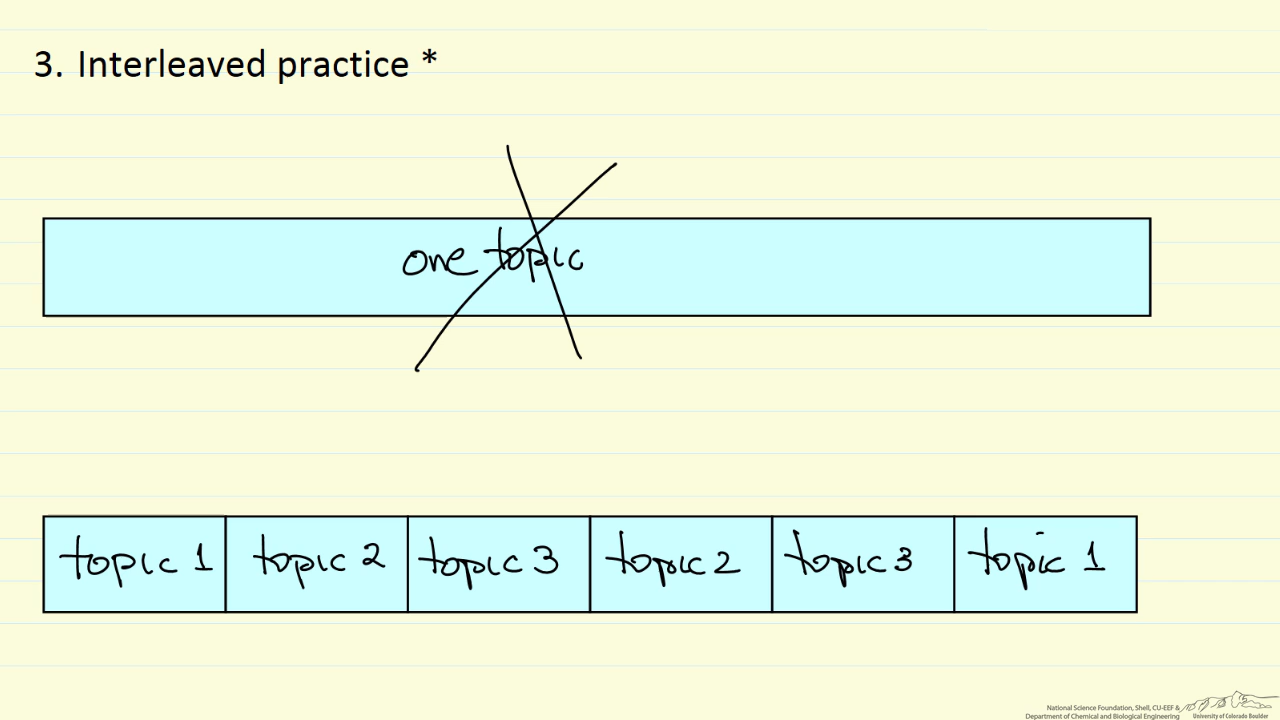 3. Interleaved practice *
one topic
topic 1 topic 2 topic 3 topic 2 topic 3 topic 1
National Science Foundation, Shell, CU-EEF &
Department of Chemical and Biological Engineering University of Colorado Boulder